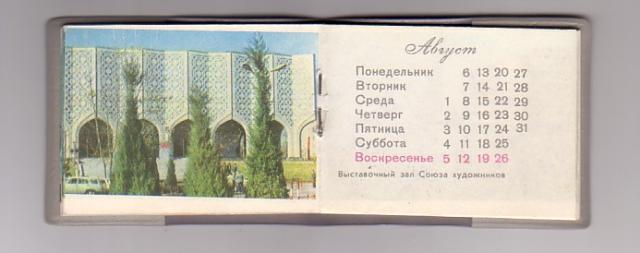 Август
Понедельник 6 13 20 27
Вторник 7 14 21 28
Среда 1 8 15 22 29
Четверг 2 9 16 23 30
Пятница 3 10 17 24 31
Суббота 4 11 18 25
Воскресенье 5 12 19 26
Выставочный зал Союза художников